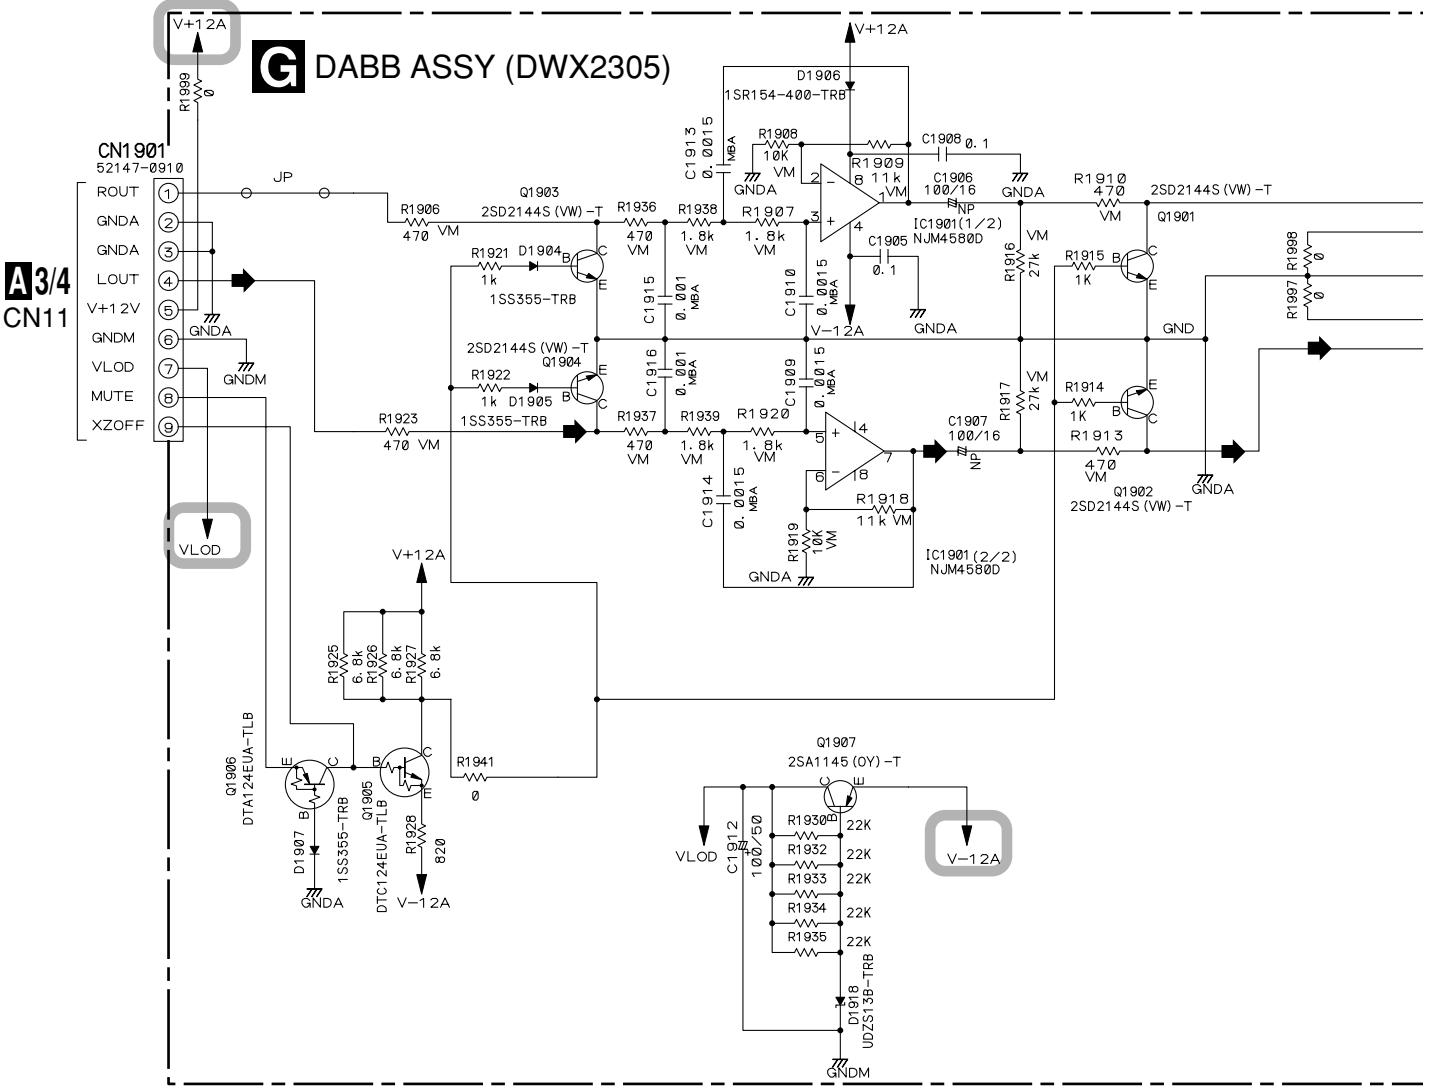 V+12A
G DABB ASSY (DWX2305)
R1999
0
V+12A
D1906
1SR154-400-TRB
C1913
0.0015
MBA
R1908
10K
VM
GNDA
R1909
11k
VM
C1908
0.1
GNDA
CN1901
52147-0910
ROUT
1
GNDA
2
GNDA
3
LOUT
4
V+12V
5
GNDM
6
VLOD
7
MUTE
8
XZOFF
9
A 3/4
CN11
JP
GNDA
GNDM
R1906
470
VM
Q1903
2SD2144S(VW)-T
R1921
1k
D1904
1SS355-TRB
B
C
E
R1936
470
VM
R1938
1.8k
VM
R1907
1.8k
VM
2
-
3
+
8
1
4
C1906
100/16
NP
IC1901(1/2)
NJM4580D
C1905
0.1
GNDA
V-12A
R1910
470
VM
2SD2144S(VW)-T
Q1901
R1916
27k
VM
R1915
1K
B
C
E
R1998
0
R1997
0
GND
C1915
0.001
MBA
C1910
0.0015
MBA
2SD2144S(VW)-T
Q1904
R1922
1k
D1905
1SS355-TRB
B
E
C
C1916
0.001
MBA
C1909
0.0015
MBA
R1923
470
VM
R1937
470
VM
R1939
1.8k
VM
R1920
1.8k
VM
5
+
6
-
4
7
8
C1907
100/16
NP
R1917
27k
VM
R1914
1K
B
E
C
R1913
470
VM
Q1902
2SD2144S(VW)-T
GNDA
C1914
0.0015
MBA
R1918
11k
VM
R1919
10K
VM
GNDA
IC1901(2/2)
NJM4580D
VLOD
V+12A
R1925
6.8k
R1926
6.8k
R1927
6.8k
Q1906
DTA124EUA-TLB
E
C
B
D1907
1SS355-TRB
GNDA
B
C
E
Q1905
DTC124EUA-TLB
R1928
820
V-12A
R1941
0
Q1907
2SA1145(OY)-T
C
E
B
VLOD
C1912
100/50
+
R1930
22K
R1932
22K
R1933
22K
R1934
22K
R1935
22K
V-12A
D1918
UDZS13B-TRB
GNDM